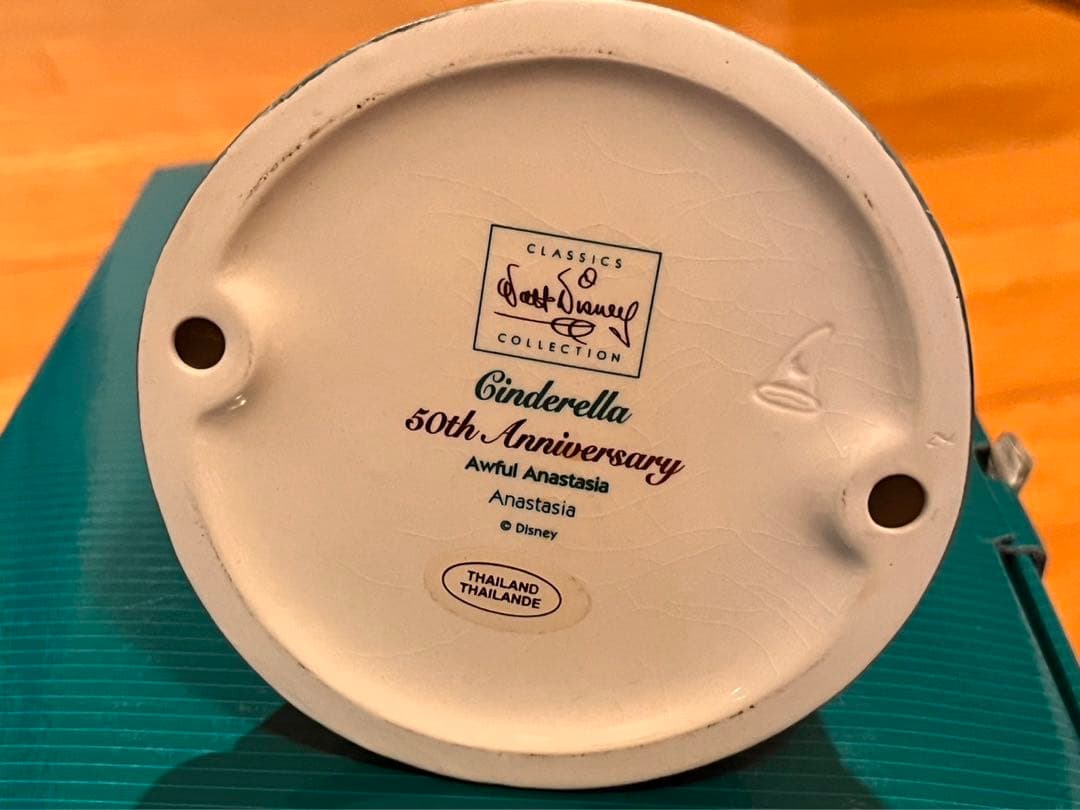 CLASSICS
Walt Disney
COLLECTION
Cinderella
50th Anniversary
Awful Anastasia
Anastasia
© Disney
THAILAND
THAILANDE